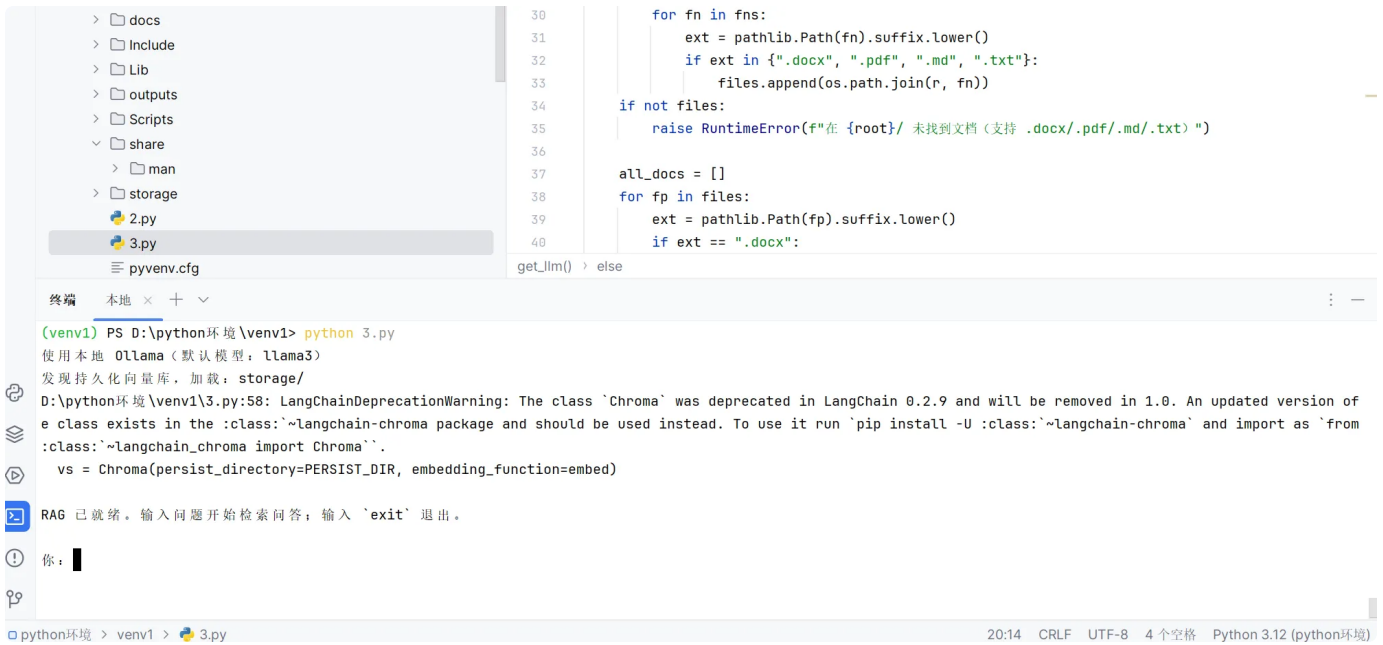 docs
Include
Lib
outputs
Scripts
share
man
storage
2.py
3.py
pyvenv.cfg
30 for fn in fns:
31 ext = pathlib.Path(fn).suffix.lower()
32 if ext in {".docx", ".pdf", ".md", ".txt"}:
33 files.append(os.path.join(r, fn))
34 if not files:
35 raise RuntimeError(f"在 {root}/ 未找到文档（支持 .docx/.pdf/.md/.txt）")
36
37 all_docs = []
38 for fp in files:
39 ext = pathlib.Path(fp).suffix.lower()
40 if ext == ".docx":
get_llm() › else
终端 本地 × + ⌄
(venv1) PS D:\python环境\venv1> python 3.py
使用本地 Ollama（默认模型：llama3）
发现持久化向量库，加载：storage/
D:\python环境\venv1\3.py:58: LangChainDeprecationWarning: The class `Chroma` was deprecated in LangChain 0.2.9 and will be removed in 1.0. An updated version of
e class exists in the :class:`~langchain-chroma package and should be used instead. To use it run `pip install -U :class:`~langchain-chroma` and import as `from
:class:`~langchain_chroma import Chroma``.
vs = Chroma(persist_directory=PERSIST_DIR, embedding_function=embed)
RAG 已就绪。输入问题开始检索问答；输入 `exit` 退出。
你：
python环境 › venv1 › 3.py 20:14 CRLF UTF-8 4 个空格 Python 3.12 (python环境)